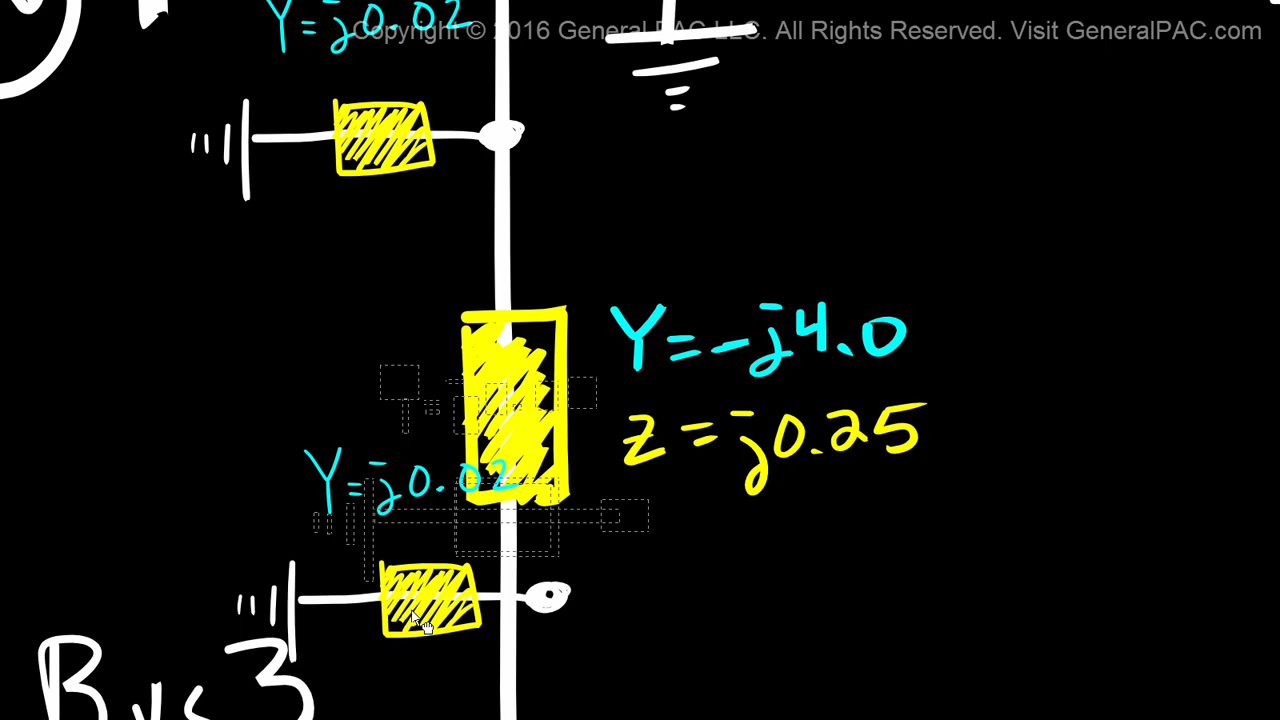 Y=j0.02
Copyright © 2016 General PAC LLC. All Rights Reserved. Visit GeneralPAC.com
Y=-j4.0
z=j0.25
Y=j0.02
Bus 3